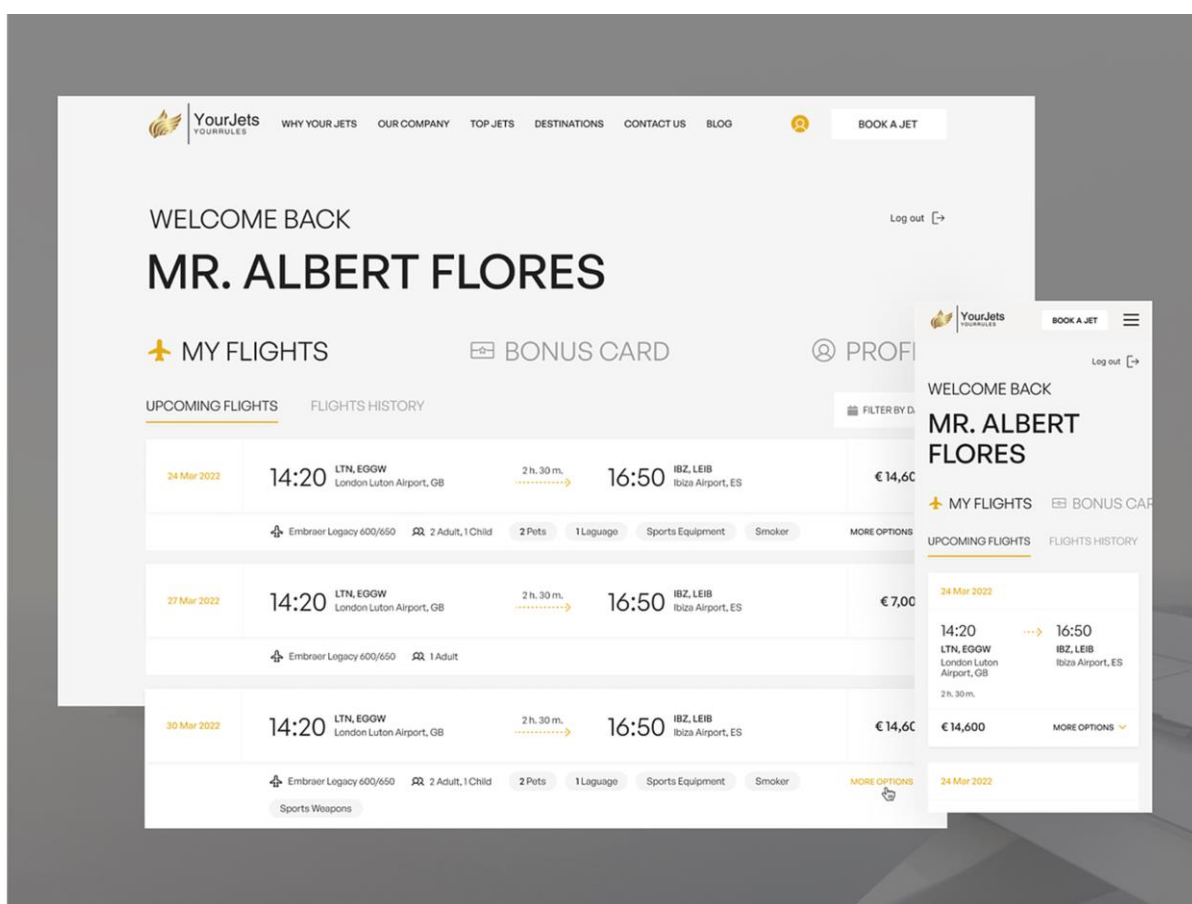 YourJets
YOURRULES
WHY YOUR JETS OUR COMPANY TOP JETS DESTINATIONS CONTACT US BLOG
BOOK A JET
WELCOME BACK
Log out
MR. ALBERT FLORES
MY FLIGHTS BONUS CARD PROFI
UPCOMING FLIGHTS FLIGHTS HISTORY
FILTER BY D
24 Mar 2022
14:20
LTN, EGGW
London Luton Airport, GB
2 h. 30 m.
16:50
IBZ, LEIB
Ibiza Airport, ES
€ 14,60
Embraer Legacy 600/650 2 Adult, 1 Child 2 Pets 1 Laguage Sports Equipment Smoker MORE OPTIONS
27 Mar 2022
14:20
LTN, EGGW
London Luton Airport, GB
2 h. 30 m.
16:50
IBZ, LEIB
Ibiza Airport, ES
€ 7,00
Embraer Legacy 600/650 1 Adult
30 Mar 2022
14:20
LTN, EGGW
London Luton Airport, GB
2 h. 30 m.
16:50
IBZ, LEIB
Ibiza Airport, ES
€ 14,60
Embraer Legacy 600/650 2 Adult, 1 Child 2 Pets 1 Laguage Sports Equipment Smoker MORE OPTIONS
Sports Weapons
YourJets
YOURRULES
BOOK A JET
Log out
WELCOME BACK
MR. ALBERT
FLORES
MY FLIGHTS BONUS CAR
UPCOMING FLIGHTS FLIGHTS HISTORY
24 Mar 2022
14:20 16:50
LTN, EGGW IBZ, LEIB
London Luton Ibiza Airport, ES
Airport, GB
2 h. 30 m.
€ 14,600 MORE OPTIONS
24 Mar 2022